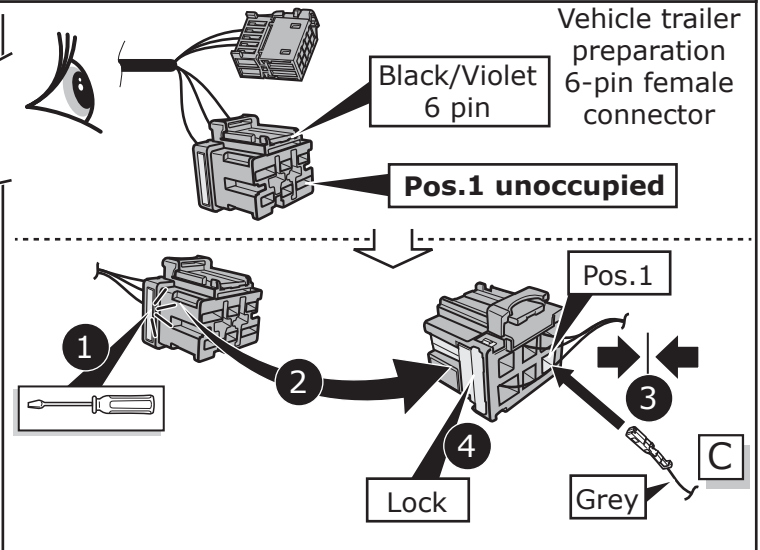 Vehicle trailer
preparation
6-pin female
connector
Black/Violet
6 pin
Pos.1 unoccupied
Pos.1
1
2
3
4
C
Lock
Grey